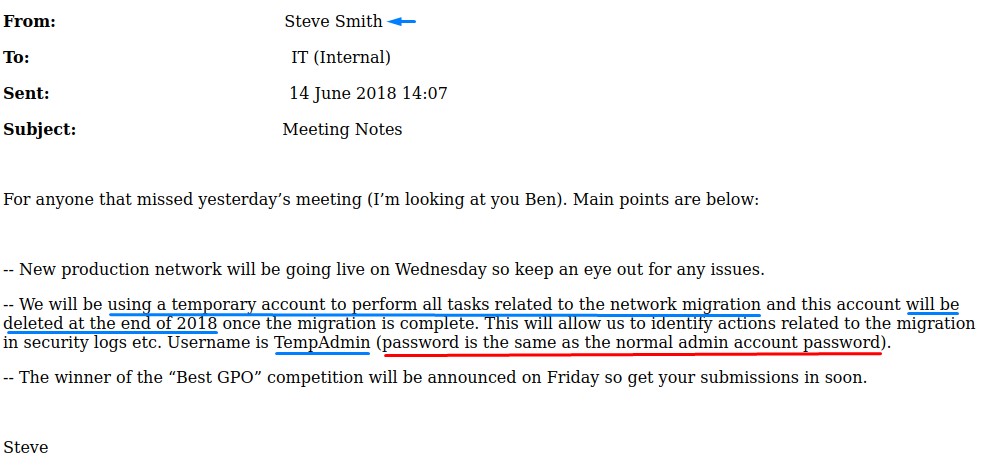 From: Steve Smith
To: IT (Internal)
Sent: 14 June 2018 14:07
Subject: Meeting Notes
For anyone that missed yesterday’s meeting (I’m looking at you Ben). Main points are below:
-- New production network will be going live on Wednesday so keep an eye out for any issues.
-- We will be using a temporary account to perform all tasks related to the network migration and this account will be
deleted at the end of 2018 once the migration is complete. This will allow us to identify actions related to the migration
in security logs etc. Username is TempAdmin (password is the same as the normal admin account password).
-- The winner of the “Best GPO” competition will be announced on Friday so get your submissions in soon.
Steve